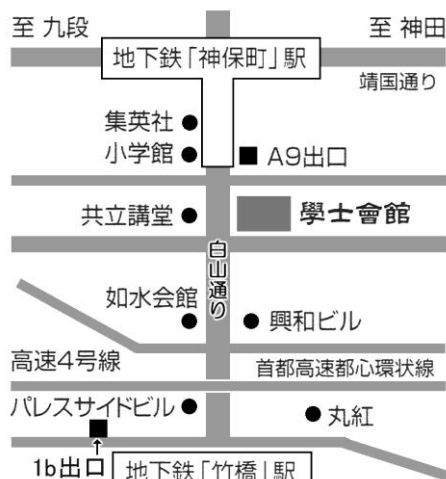 至 九段
至 神田
地下鉄「神保町」駅
靖国通り
集英社
小学館
A9出口
共立講堂
學士會館
白山通り
如水会館
興和ビル
高速4号線
首都高速都心環状線
パレスサイドビル
丸紅
1b出口
地下鉄「竹橋」駅